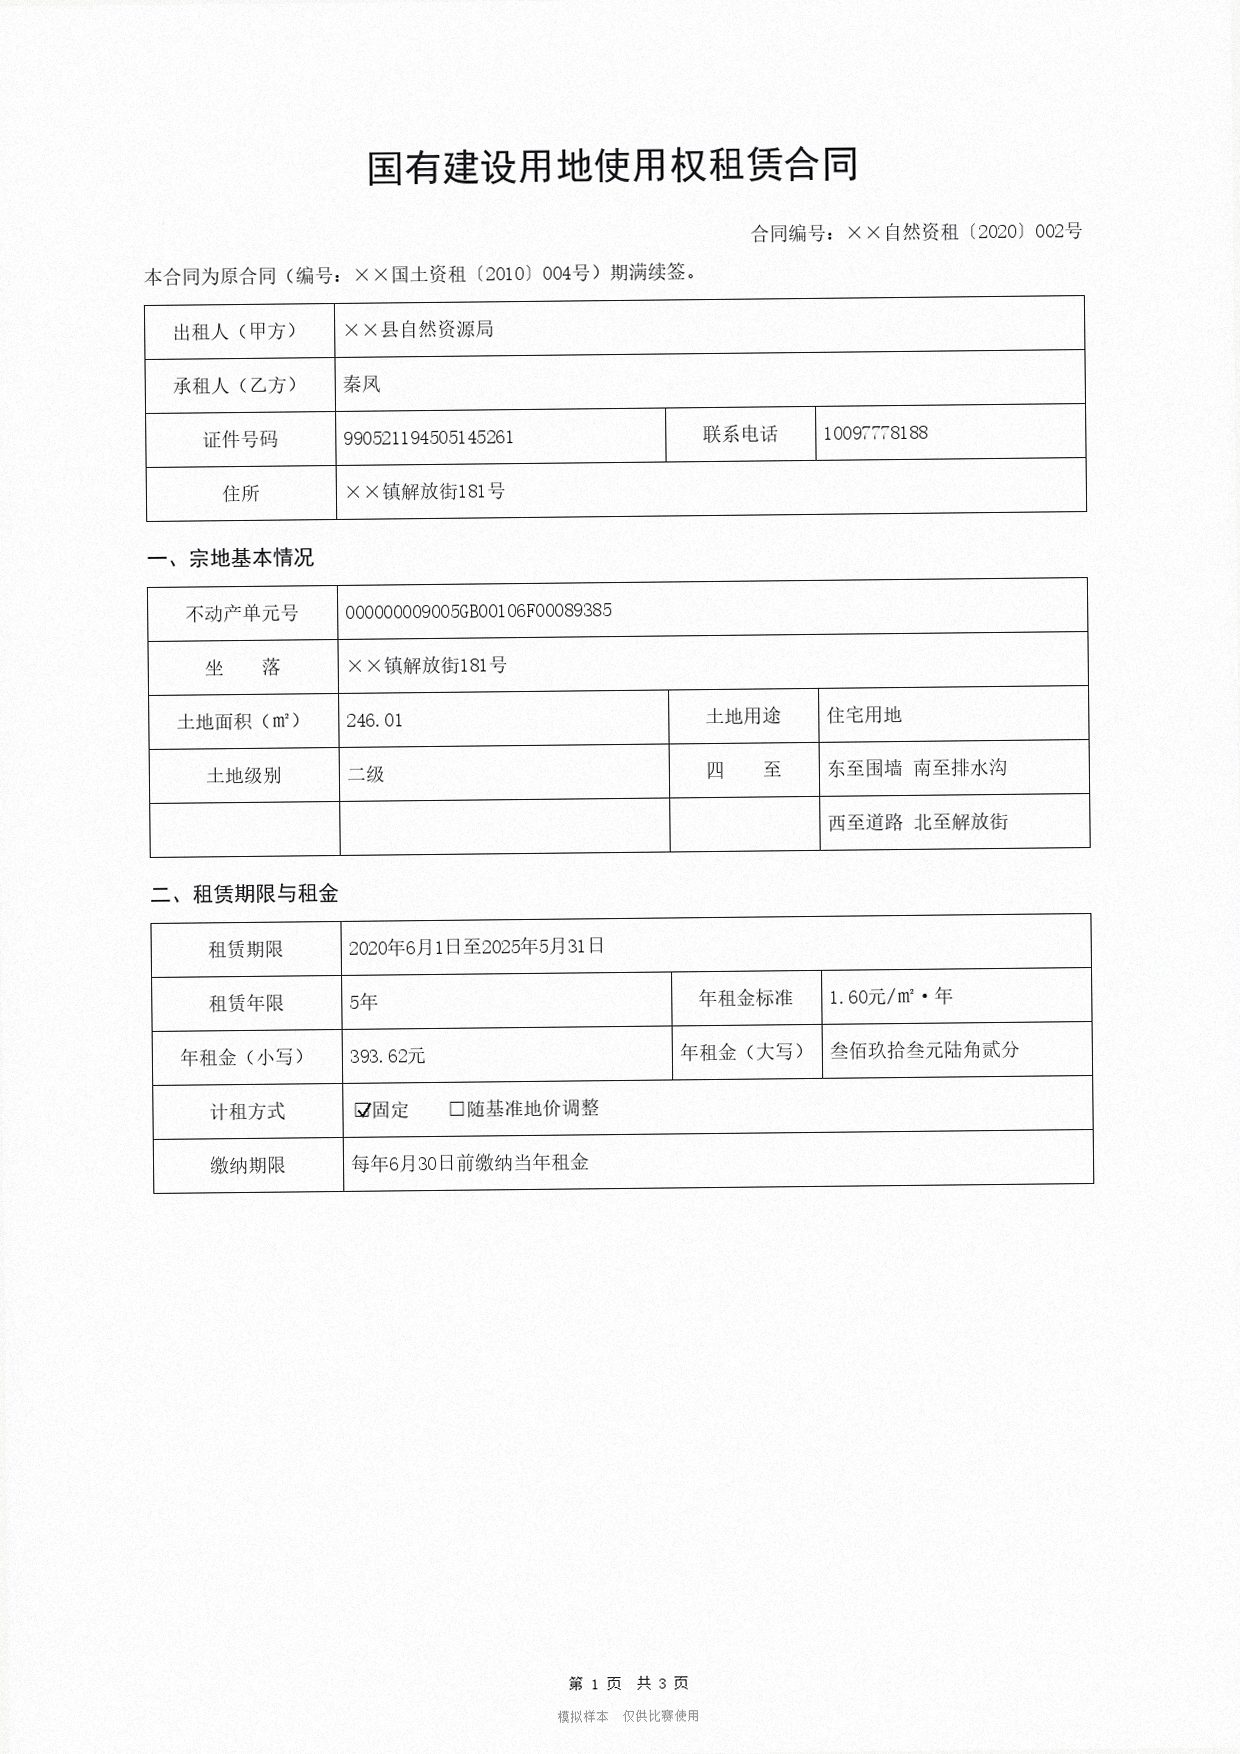 国有建设用地使用权租赁合同
合同编号：××自然资租〔2020〕002号
本合同为原合同（编号：××国土资租〔2010〕004号）期满续签。
出租人（甲方） ××县自然资源局
承租人（乙方） 秦凤
证件号码 990521194505145261 联系电话 10097778188
住所 ××镇解放街181号
一、宗地基本情况
不动产单元号 000000009005GB00106F00089385
坐　　落 ××镇解放街181号
土地面积（㎡） 246.01 土地用途 住宅用地
土地级别 二级 四　　至 东至围墙 南至排水沟
西至道路 北至解放街
二、租赁期限与租金
租赁期限 2020年6月1日至2025年5月31日
租赁年限 5年 年租金标准 1.60元/㎡·年
年租金（小写） 393.62元 年租金（大写） 叁佰玖拾叁元陆角贰分
计租方式 ☑固定　　☐随基准地价调整
缴纳期限 每年6月30日前缴纳当年租金
第 1 页　共 3 页
模拟样本　仅供比赛使用